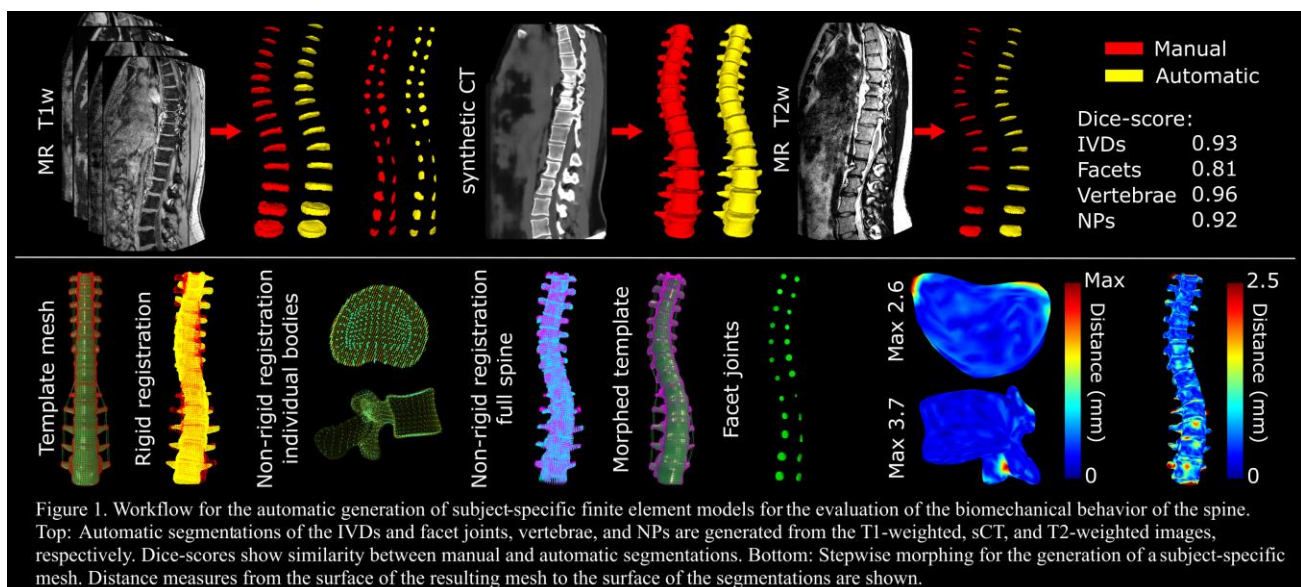 MR T1w
synthetic CT
MR T2w
Manual
Automatic
Dice-score:
IVDs 0.93
Facets 0.81
Vertebrae 0.96
NPs 0.92
Template mesh
Rigid registration
Non-rigid registration
individual bodies
Non-rigid registration
full spine
Morphed template
Facet joints
Max 2.6
Max 3.7
Max
Distance (mm)
0
2.5
Distance (mm)
0
Figure 1. Workflow for the automatic generation of subject-specific finite element models for the evaluation of the biomechanical behavior of the spine.
Top: Automatic segmentations of the IVDs and facet joints, vertebrae, and NPs are generated from the T1-weighted, sCT, and T2-weighted images,
respectively. Dice-scores show similarity between manual and automatic segmentations. Bottom: Stepwise morphing for the generation of a subject-specific
mesh. Distance measures from the surface of the resulting mesh to the surface of the segmentations are shown.